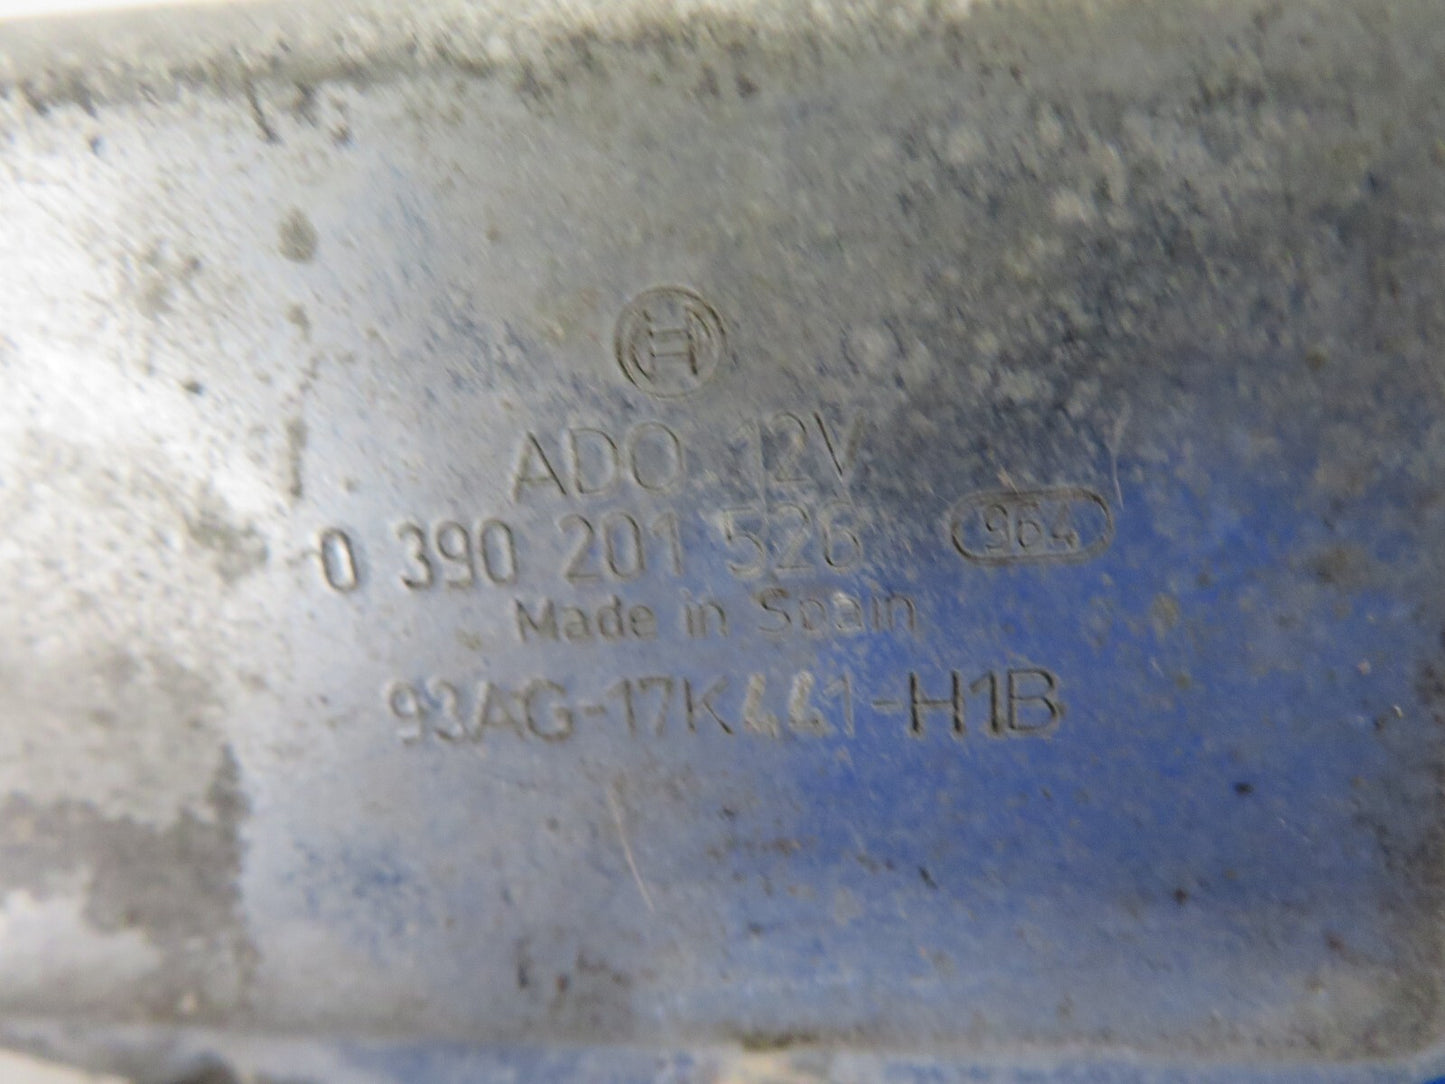 ADO 12V
0 390 201 526 964
Made in Spain
93AG-17K441-H1B